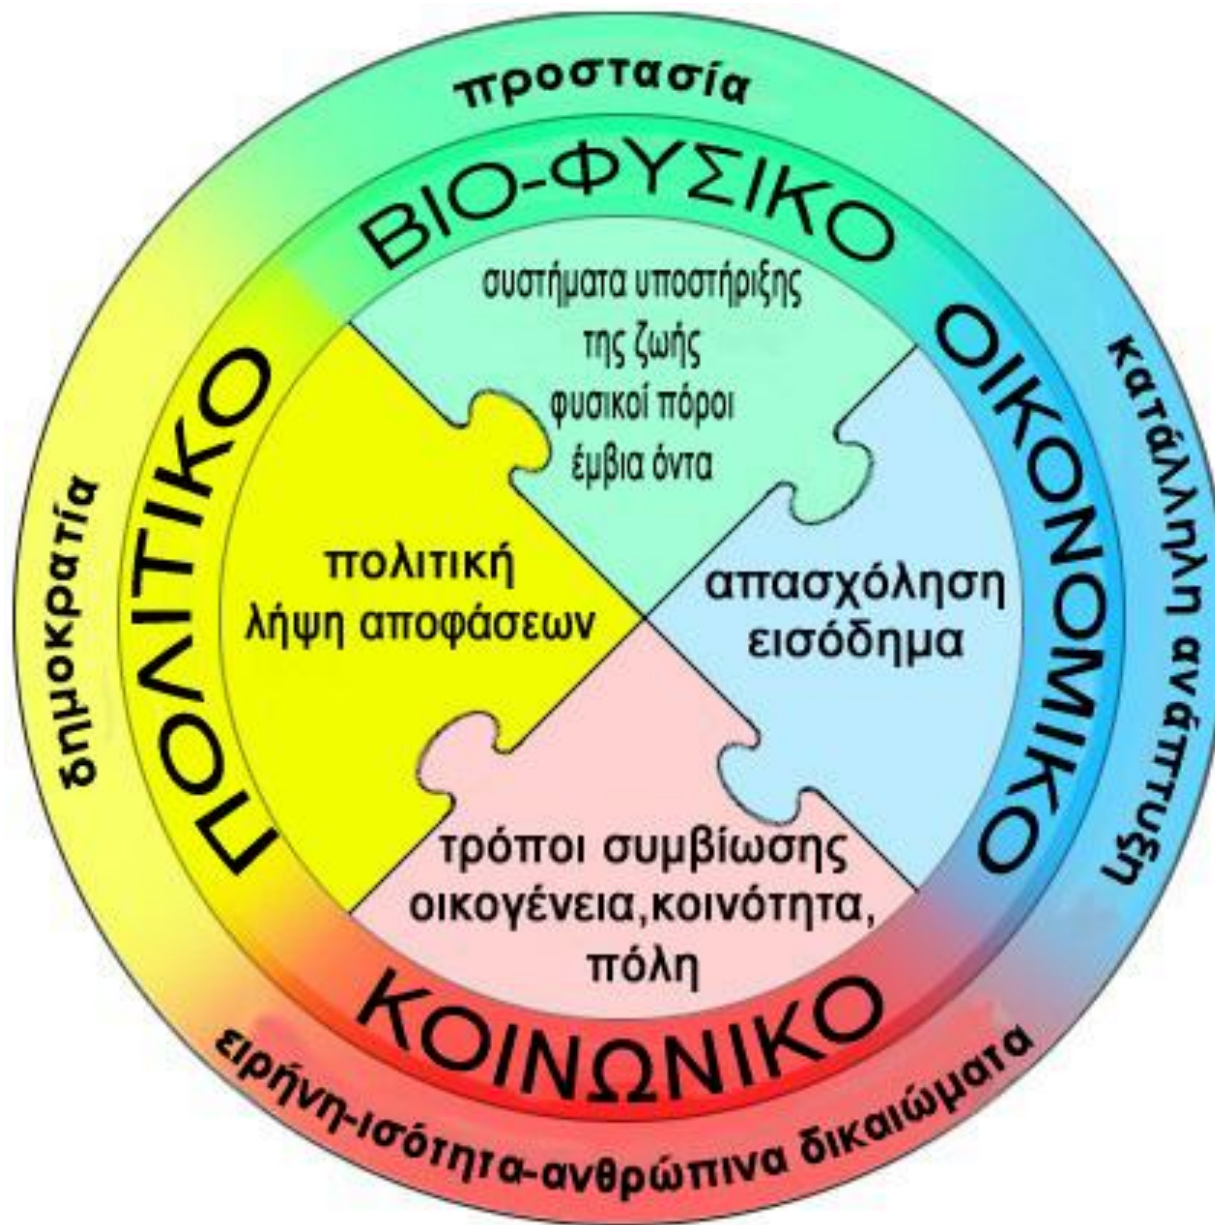 προστασία
ΒΙΟ-ΦΥΣΙΚΟ
συστήματα υποστήριξης
της ζωής
φυσικοί πόροι
έμβια όντα
ΟΙΚΟΝΟΜΙΚΟ
κατάλληλη ανάπτυξη
απασχόληση
εισόδημα
ΠΟΛΙΤΙΚΟ
δημοκρατία
πολιτική
λήψη αποφάσεων
τρόποι συμβίωσης
οικογένεια,κοινότητα,
πόλη
ΚΟΙΝΩΝΙΚΟ
ειρήνη-ισότητα-ανθρώπινα δικαιώματα